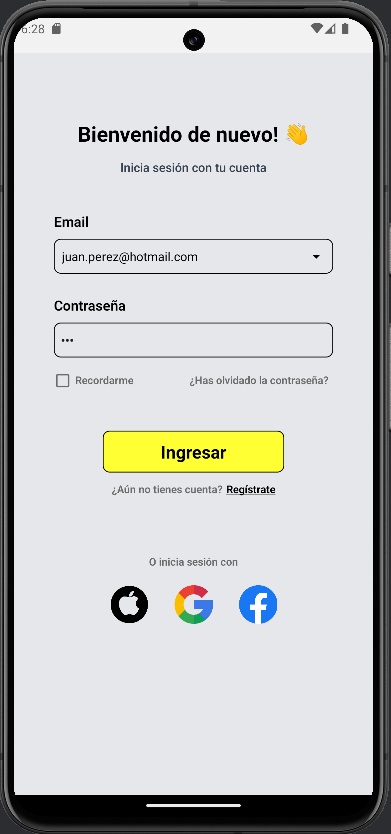 6:28
Bienvenido de nuevo! 👋
Inicia sesión con tu cuenta
Email
juan.perez@hotmail.com
Contraseña
•••
Recordarme ¿Has olvidado la contraseña?
Ingresar
¿Aún no tienes cuenta? Regístrate
O inicia sesión con